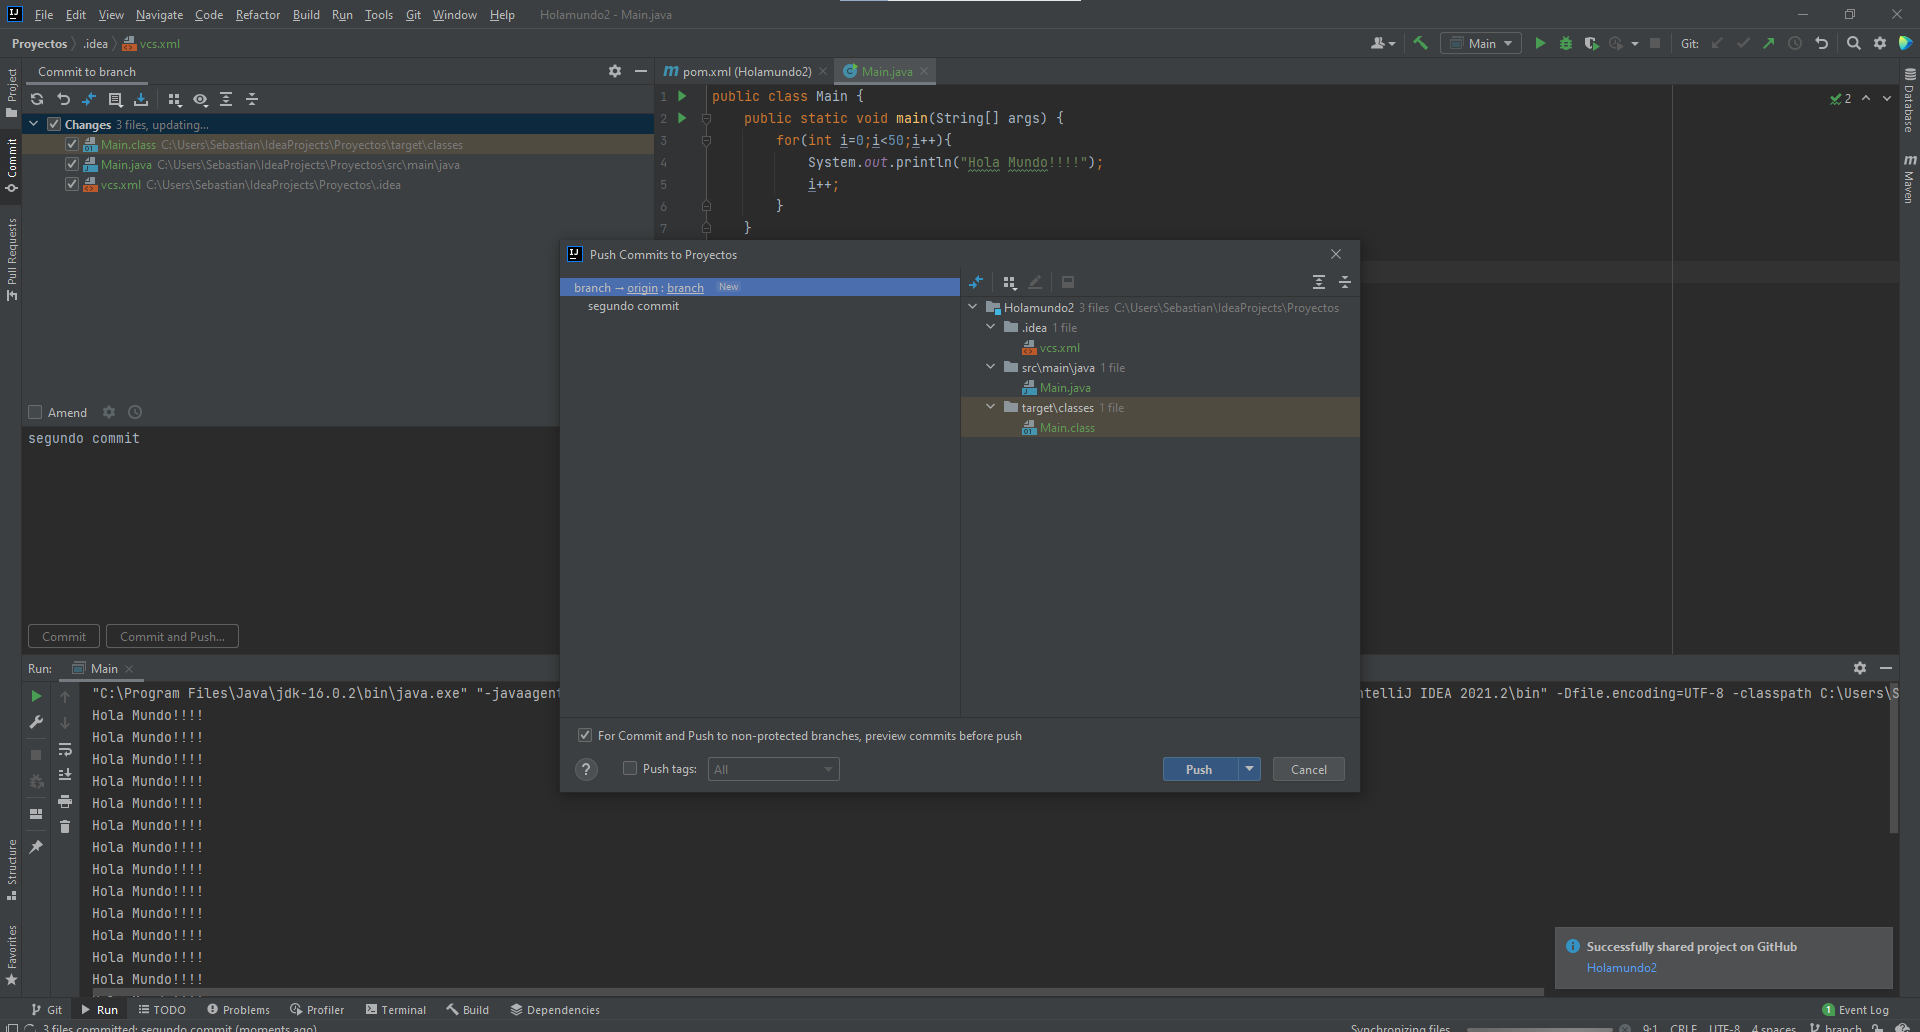 File Edit View Navigate Code Refactor Build Run Tools Git Window Help Holamundo2 - Main.java
Proyectos .idea vcs.xml
Main Git:
Commit to branch
pom.xml (Holamundo2) Main.java
Changes 3 files, updating...
Main.class C:\Users\Sebastian\IdeaProjects\Proyectos\target\classes
Main.java C:\Users\Sebastian\IdeaProjects\Proyectos\src\main\java
vcs.xml C:\Users\Sebastian\IdeaProjects\Proyectos\.idea
1 public class Main {
2 public static void main(String[] args) {
3 for(int i=0;i<50;i++){
4 System.out.println("Hola Mundo!!!!");
5 i++;
6 }
7 }
2
Project
Commit
Pull Requests
Structure
Favorites
Database
Maven
Amend
segundo commit
Commit Commit and Push...
Push Commits to Proyectos
branch → origin : branch New
segundo commit
Holamundo2 3 files C:\Users\Sebastian\IdeaProjects\Proyectos
.idea 1 file
vcs.xml
src\main\java 1 file
Main.java
target\classes 1 file
Main.class
For Commit and Push to non-protected branches, preview commits before push
? Push tags: All Push Cancel
Run: Main
"C:\Program Files\Java\jdk-16.0.2\bin\java.exe" "-javaagent
ntelliJ IDEA 2021.2\bin" -Dfile.encoding=UTF-8 -classpath C:\Users\S
Hola Mundo!!!!
Hola Mundo!!!!
Hola Mundo!!!!
Hola Mundo!!!!
Hola Mundo!!!!
Hola Mundo!!!!
Hola Mundo!!!!
Hola Mundo!!!!
Hola Mundo!!!!
Hola Mundo!!!!
Hola Mundo!!!!
Hola Mundo!!!!
Hola Mundo!!!!
Successfully shared project on GitHub
Holamundo2
Git Run TODO Problems Profiler Terminal Build Dependencies 1 Event Log
3 files committed: segundo commit (moments ago) Synchronizing files 9:1 CRLF UTF-8 4 spaces branch